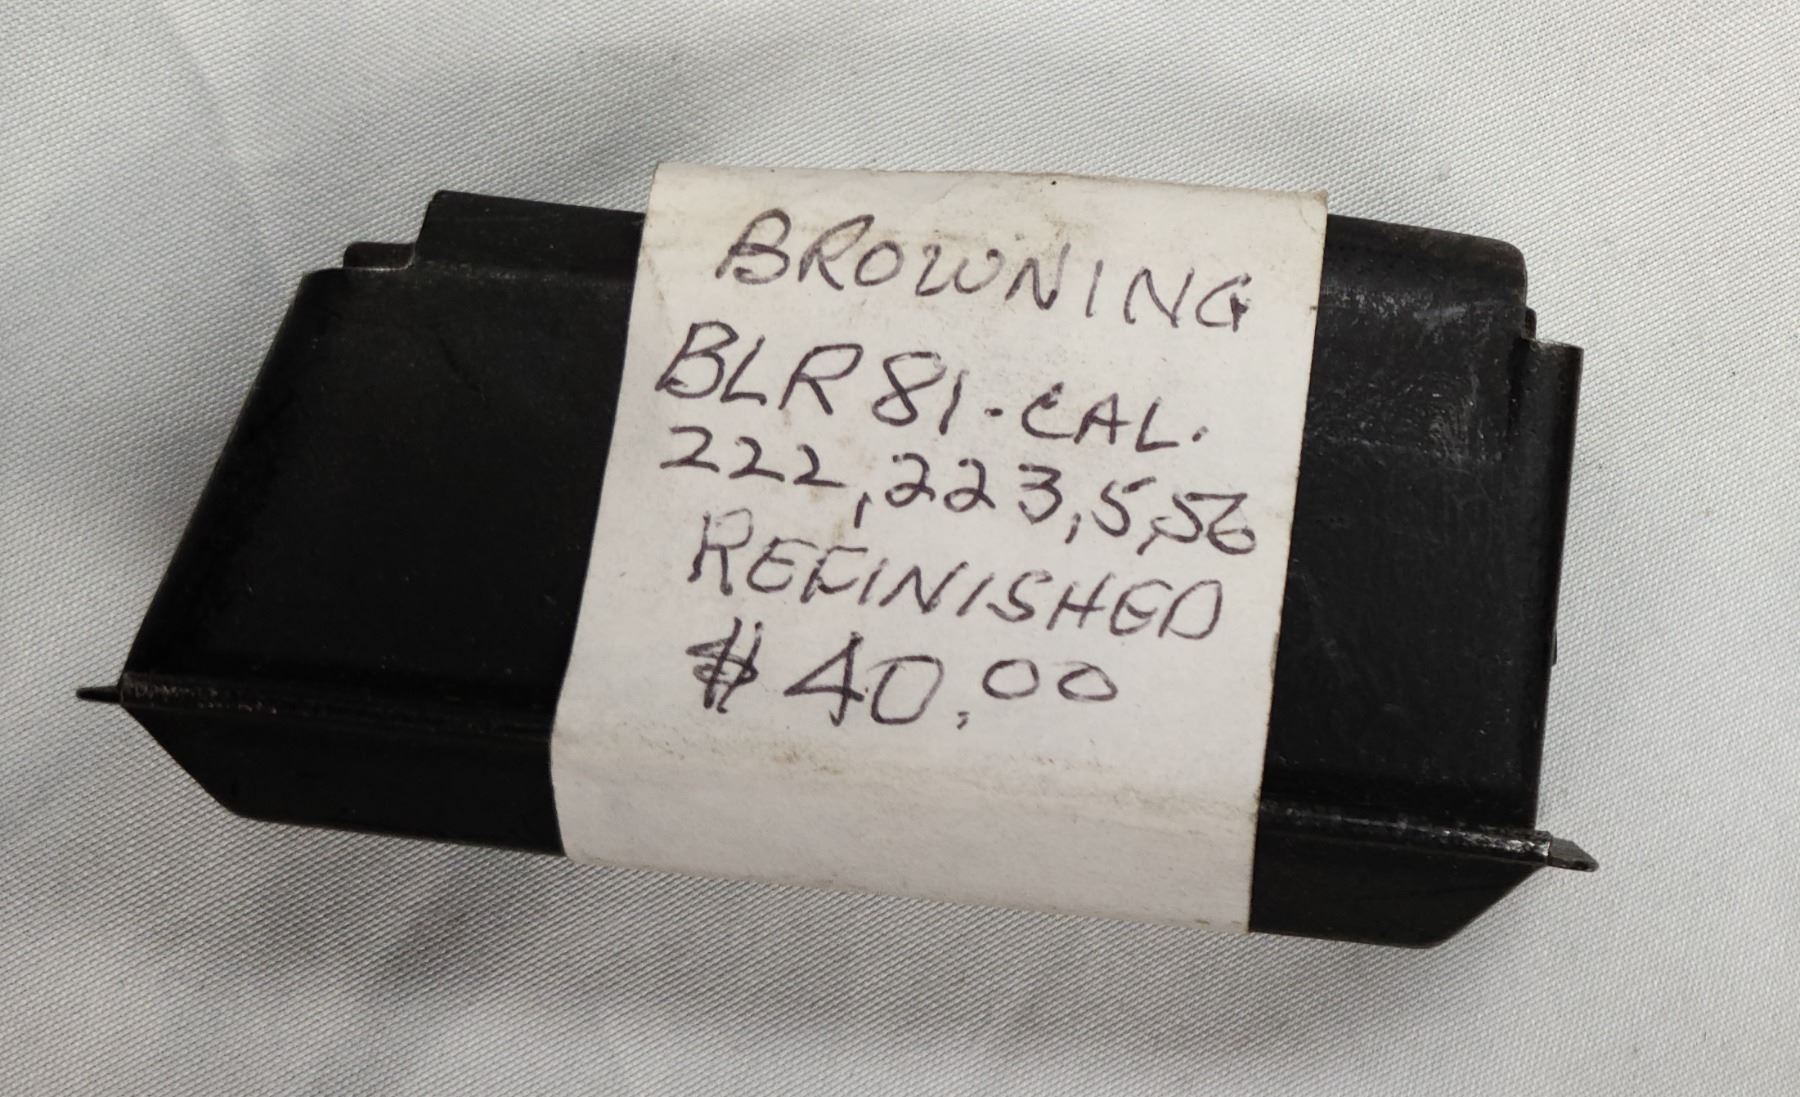 BROWNING
BLR 81-CAL.
222,223,5,56
REFINISHED
$40.00